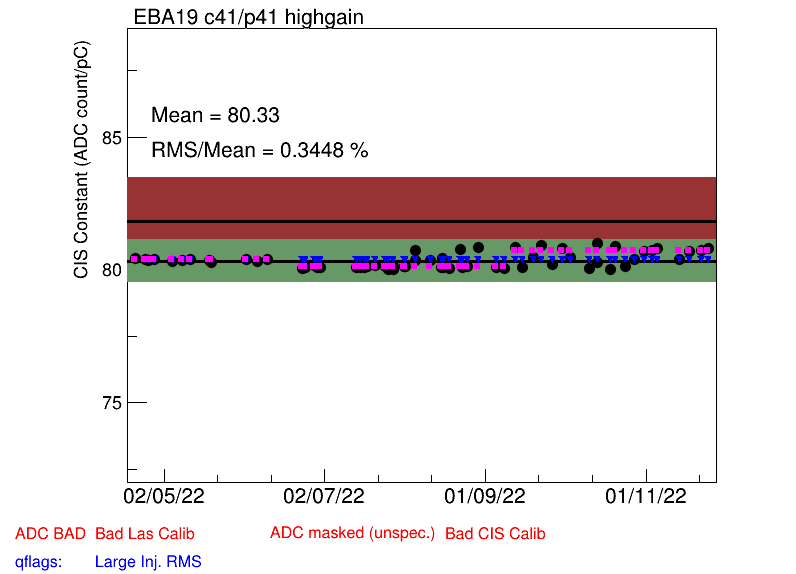 EBA19 c41/p41 highgain
CIS Constant (ADC count/pC)
Mean = 80.33
RMS/Mean = 0.3448 %
85
80
75
02/05/22 02/07/22 01/09/22 01/11/22
ADC BAD Bad Las Calib ADC masked (unspec.) Bad CIS Calib
qflags: Large Inj. RMS